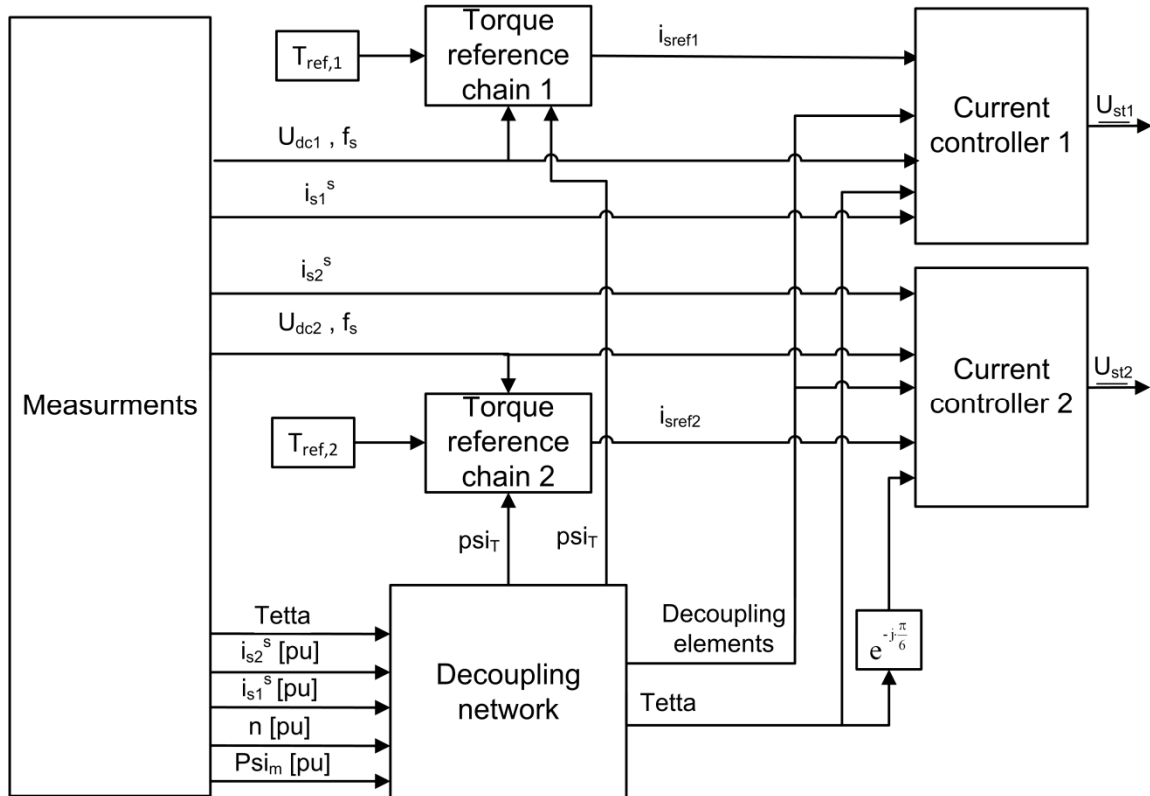 Torque
reference
chain 1
T_ref,1
i_sref1
Current
controller 1
U_st1
U_dc1 , f_s
i_s1^s
i_s2^s
U_dc2 , f_s
Measurments
Torque
reference
chain 2
T_ref,2
i_sref2
Current
controller 2
U_st2
psi_T
psi_T
Tetta
i_s2^s [pu]
i_s1^s [pu]
n [pu]
Psi_m [pu]
Decoupling
network
Decoupling
elements
Tetta
e^-j·π/6